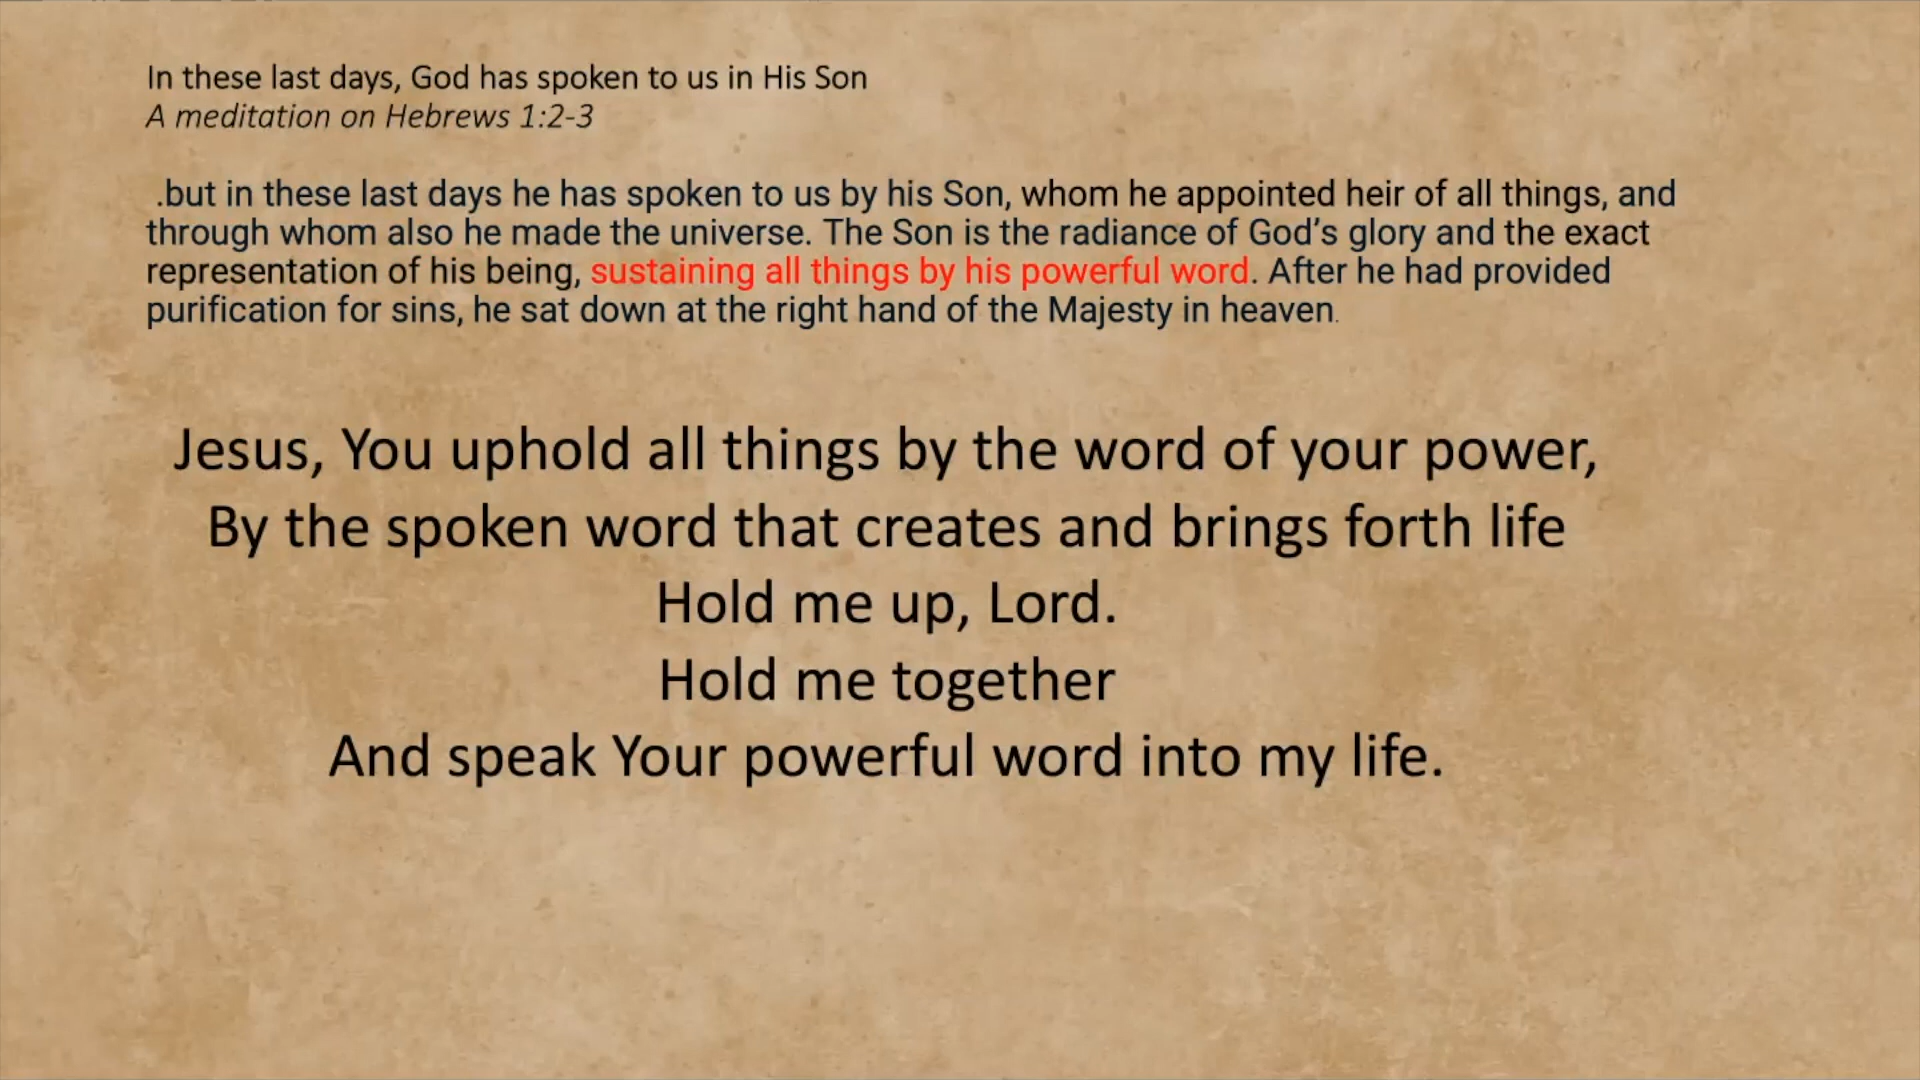 In these last days, God has spoken to us in His Son
A meditation on Hebrews 1:2-3
.but in these last days he has spoken to us by his Son, whom he appointed heir of all things, and
through whom also he made the universe. The Son is the radiance of God’s glory and the exact
representation of his being, sustaining all things by his powerful word. After he had provided
purification for sins, he sat down at the right hand of the Majesty in heaven.
Jesus, You uphold all things by the word of your power,
By the spoken word that creates and brings forth life
Hold me up, Lord.
Hold me together
And speak Your powerful word into my life.